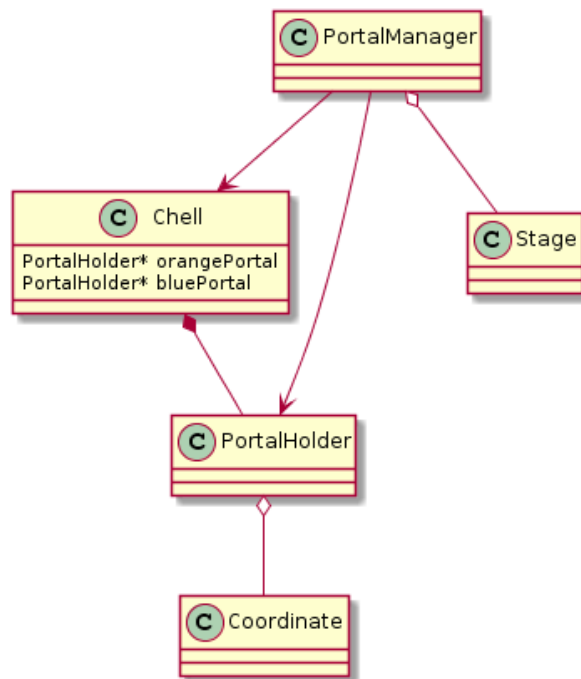 C PortalManager
C Chell
PortalHolder* orangePortal
PortalHolder* bluePortal
C Stage
C PortalHolder
C Coordinate